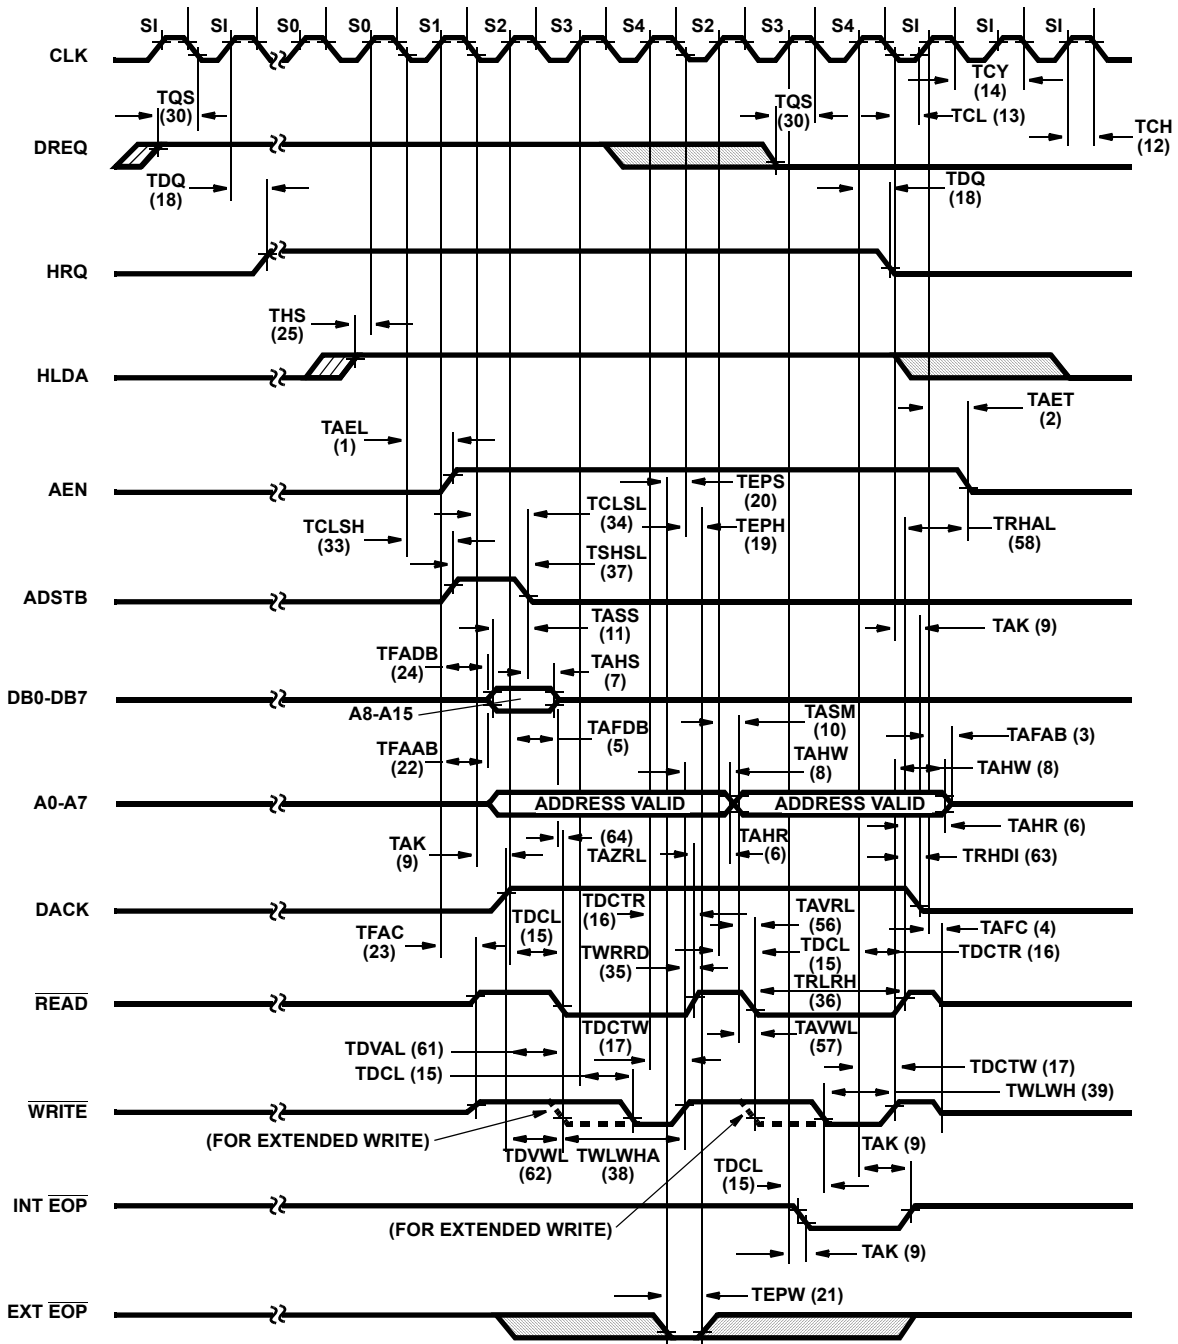 SI SI S0 S0 S1 S2 S3 S4 S2 S3 S4 SI SI SI
CLK
TCY
(14)
TQS
(30)
TQS
(30)
TCL (13)
TCH
(12)
DREQ
TDQ
(18)
TDQ
(18)
HRQ
THS
(25)
HLDA
TAET
(2)
TAEL
(1)
AEN
TEPS
(20)
TCLSL
(34)
TEPH
(19)
TRHAL
(58)
TCLSH
(33)
TSHSL
(37)
ADSTB
TASS
(11)
TAK (9)
TFADB
(24)
TAHS
(7)
DB0-DB7
A8-A15
TAFDB
(5)
TASM
(10)
TAFAB (3)
TFAAB
(22)
TAHW
(8)
TAHW (8)
A0-A7
ADDRESS VALID ADDRESS VALID
TAHR (6)
TAK
(9)
(64)
TAZRL
TAHR
(6)
TRHDI (63)
DACK
TDCTR
(16)
TAVRL
(56)
TAFC (4)
TFAC
(23)
TDCL
(15)
TWRRD
(35)
TDCL
(15)
TDCTR (16)
TRLRH
(36)
READ
TDCTW
(17)
TAVWL
(57)
TDVAL (61)
TDCL (15)
TDCTW (17)
TWLWH (39)
WRITE
(FOR EXTENDED WRITE)
TDVWL
(62)
TWLWHA
(38)
TAK (9)
TDCL
(15)
INT EOP
(FOR EXTENDED WRITE)
TAK (9)
TEPW (21)
EXT EOP